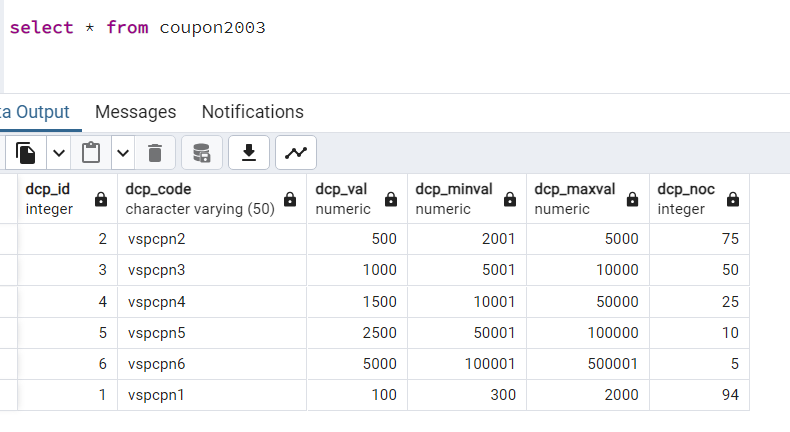 select * from coupon2003
ta Output Messages Notifications
dcp_id dcp_code dcp_val dcp_minval dcp_maxval dcp_noc
integer character varying (50) numeric numeric numeric integer
2 vspcpn2 500 2001 5000 75
3 vspcpn3 1000 5001 10000 50
4 vspcpn4 1500 10001 50000 25
5 vspcpn5 2500 50001 100000 10
6 vspcpn6 5000 100001 500001 5
1 vspcpn1 100 300 2000 94